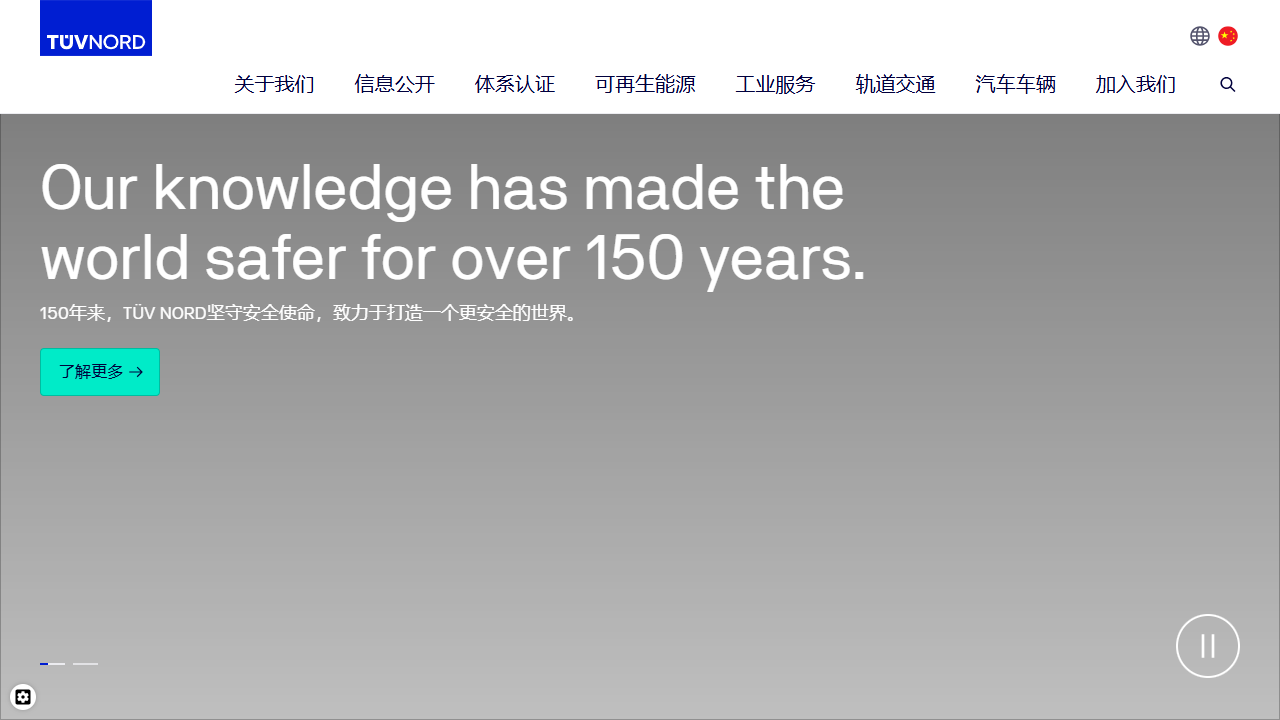 TÜVNORD
关于我们 信息公开 体系认证 可再生能源 工业服务 轨道交通 汽车车辆 加入我们
Our knowledge has made the
world safer for over 150 years.
150年来，TÜV NORD坚守安全使命，致力于打造一个更安全的世界。
了解更多